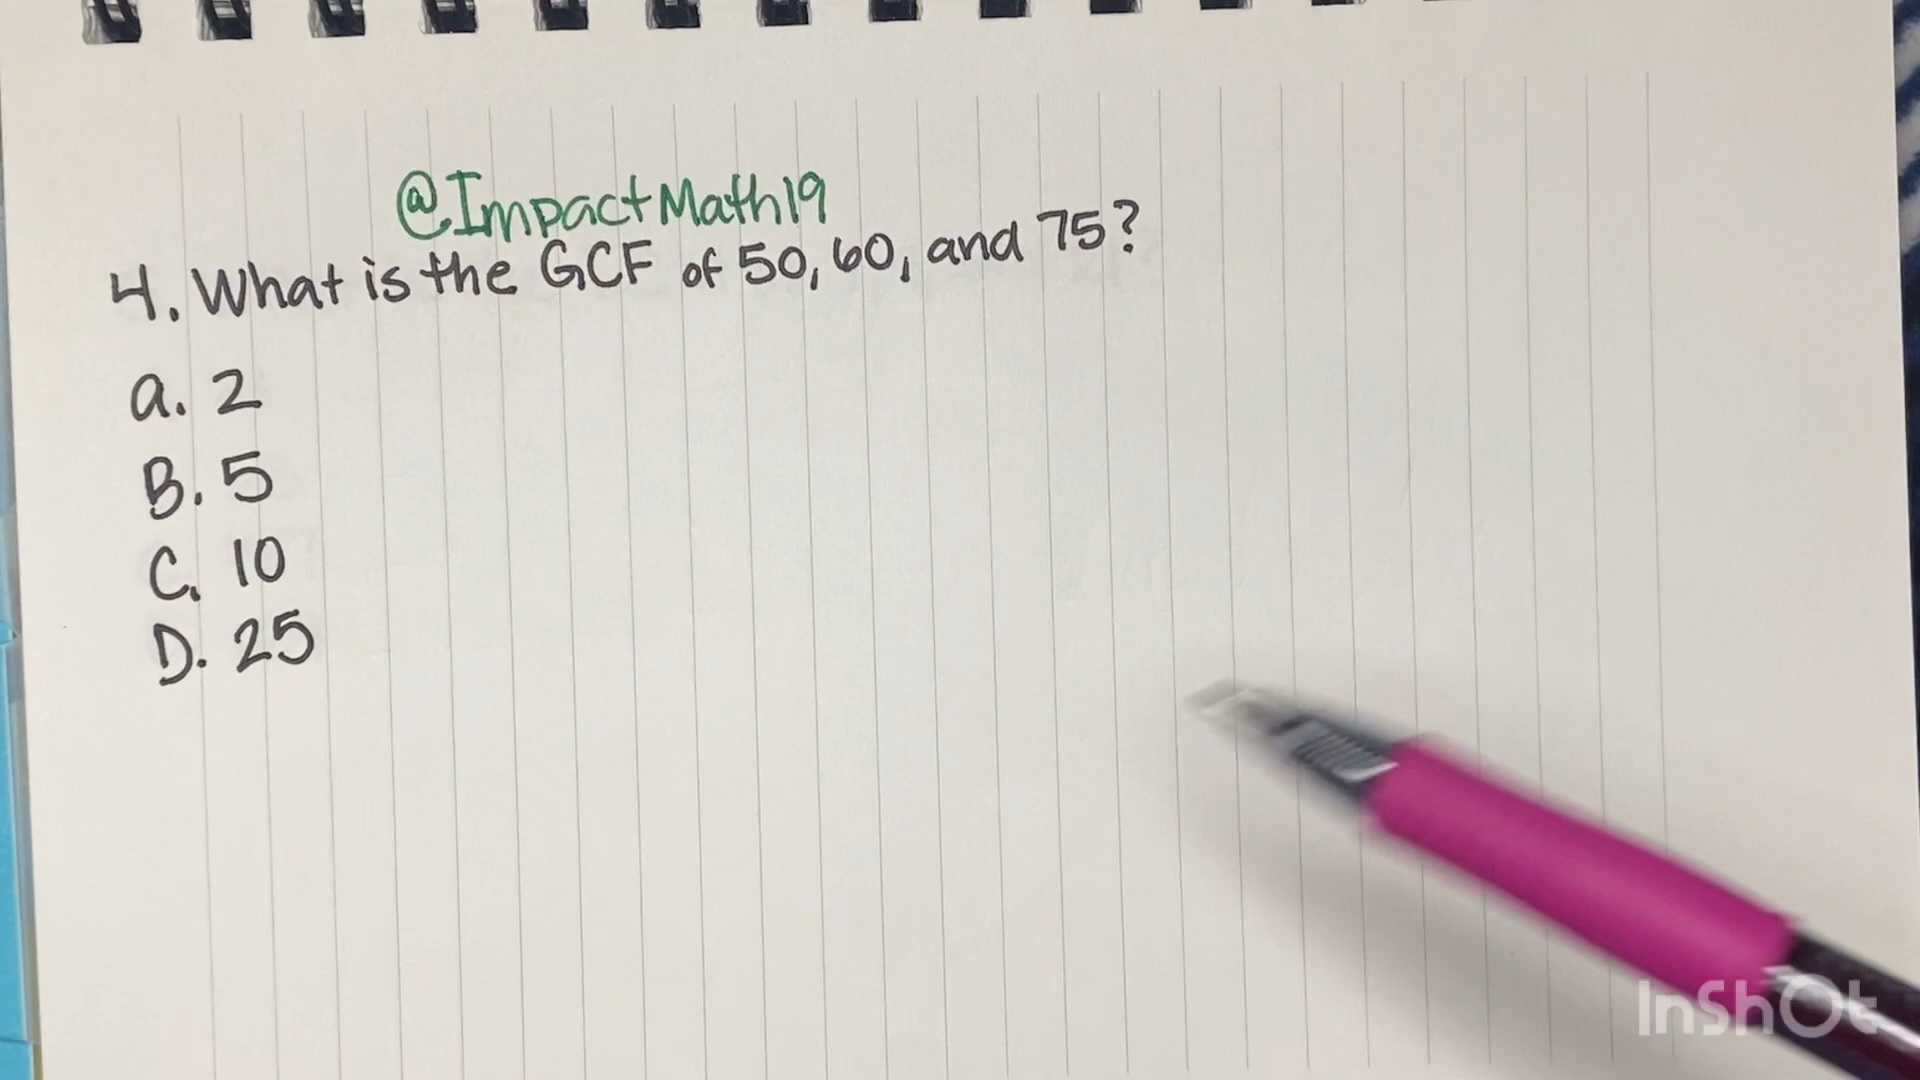 @ImpactMath19
4. What is the GCF of 50, 60, and 75?
a. 2
B. 5
C. 10
D. 25
InShOt